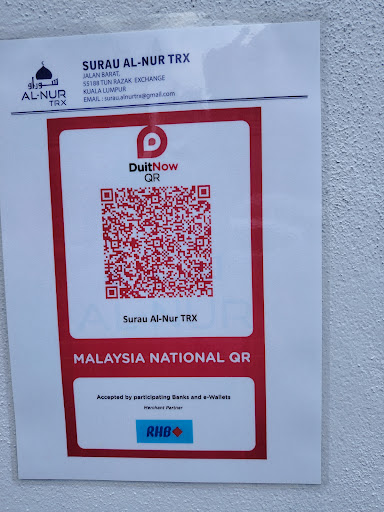 سوراو
AL-NUR
TRX
SURAU AL-NUR TRX
JALAN BARAT,
55188 TUN RAZAK EXCHANGE
KUALA LUMPUR
EMAIL : surau.alnurtrx@gmail.com
DuitNow
QR
Surau Al-Nur TRX
MALAYSIA NATIONAL QR
Accepted by participating Banks and e-Wallets
Merchant Partner
RHB